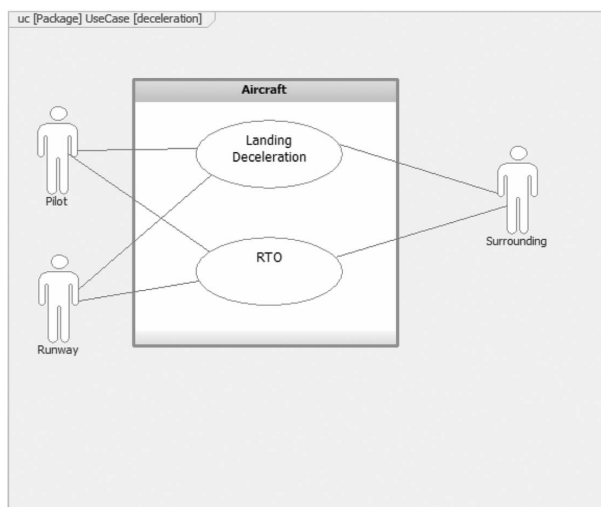 uc [Package] UseCase [deceleration]
Aircraft
Landing
Deceleration
Pilot
Surrounding
RTO
Runway